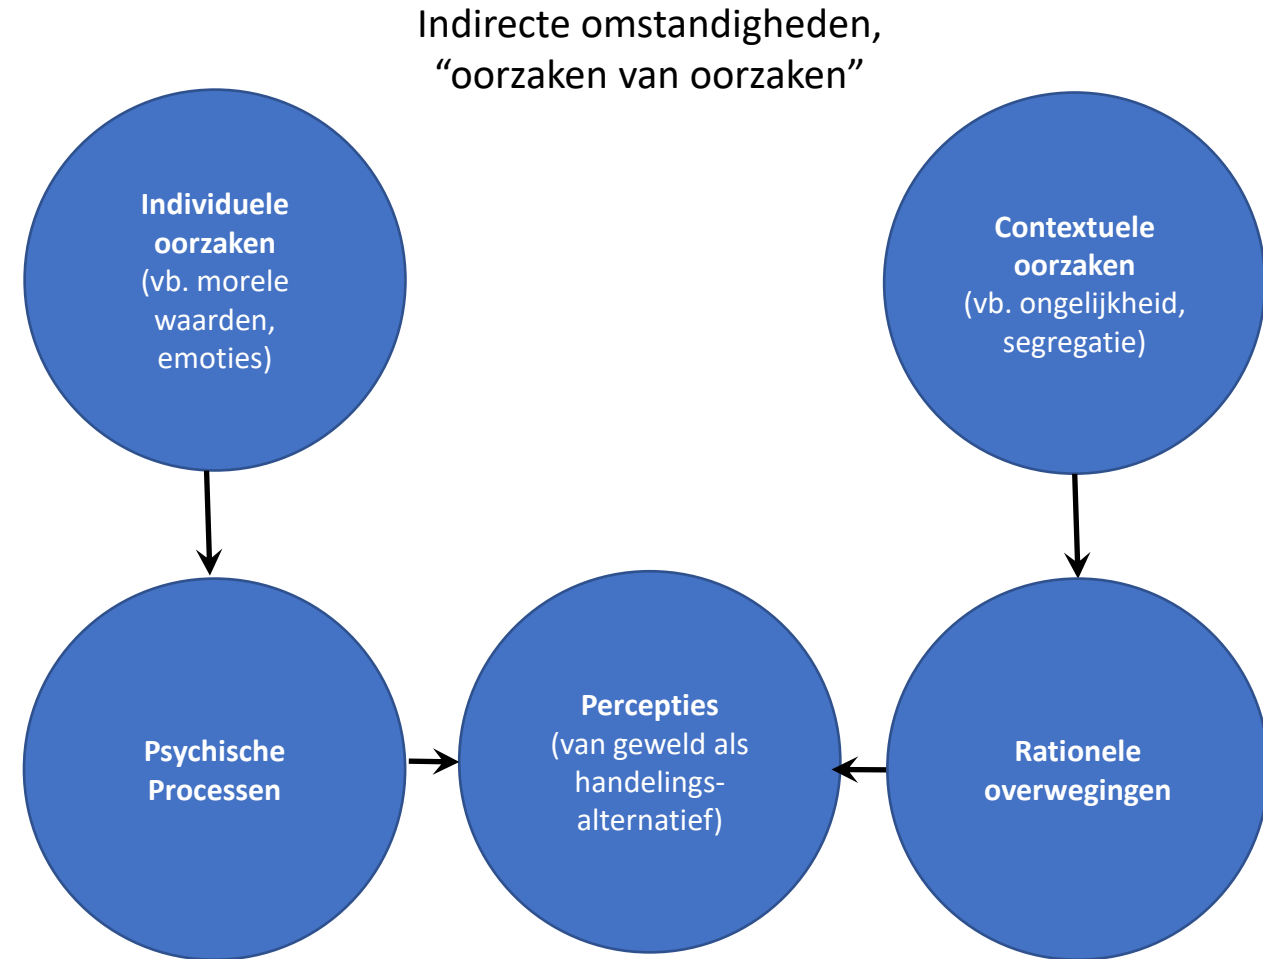 Indirecte omstandigheden,
“oorzaken van oorzaken”
Individuele
oorzaken
(vb. morele
waarden,
emoties)
Contextuele
oorzaken
(vb. ongelijkheid,
segregatie)
Psychische
Processen
Percepties
(van geweld als
handelings-
alternatief)
Rationele
overwegingen